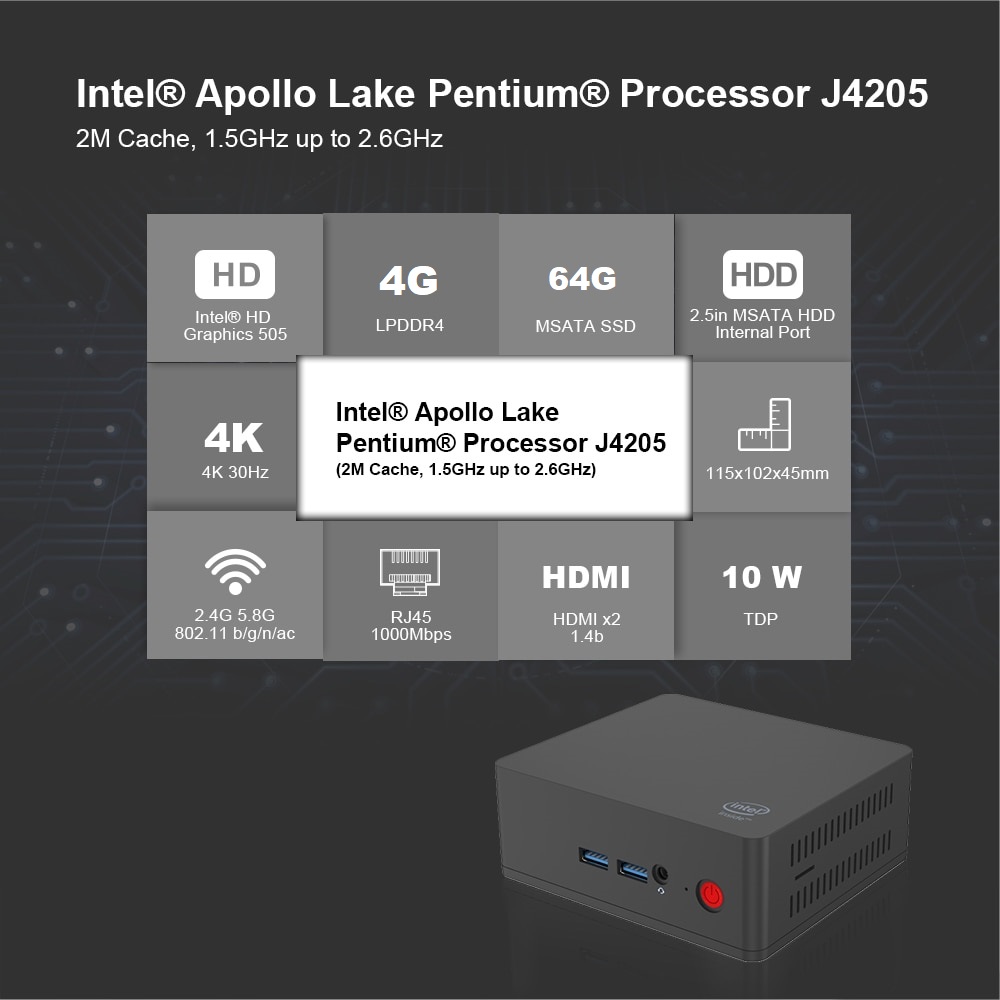 Intel® Apollo Lake Pentium® Processor J4205
2M Cache, 1.5GHz up to 2.6GHz
HD
Intel® HD
Graphics 505
4G
LPDDR4
64G
MSATA SSD
HDD
2.5in MSATA HDD
Internal Port
4K
4K 30Hz
Intel® Apollo Lake
Pentium® Processor J4205
(2M Cache, 1.5GHz up to 2.6GHz)
115x102x45mm
2.4G 5.8G
802.11 b/g/n/ac
RJ45
1000Mbps
HDMI
HDMI x2
1.4b
10 W
TDP
intel
inside™